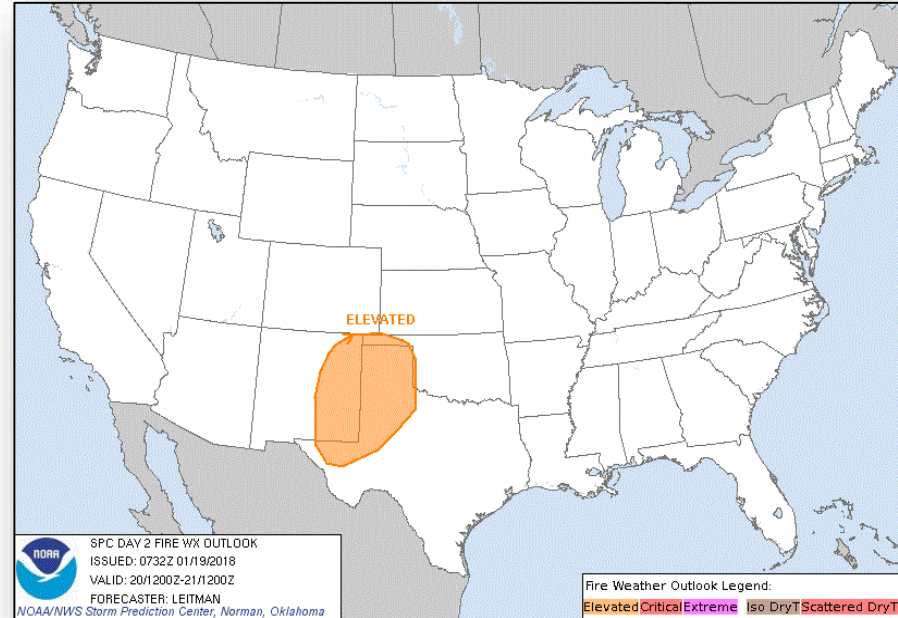 ELEVATED
SPC DAY 2 FIRE WX OUTLOOK
ISSUED: 0732Z 01/19/2018
VALID: 20/1200Z-21/1200Z
FORECASTER: LEITMAN
NOAA/NWS Storm Prediction Center, Norman, Oklahoma
NOAA
Fire Weather Outlook Legend:
Elevated Critical Extreme Iso DryT Scattered DryT